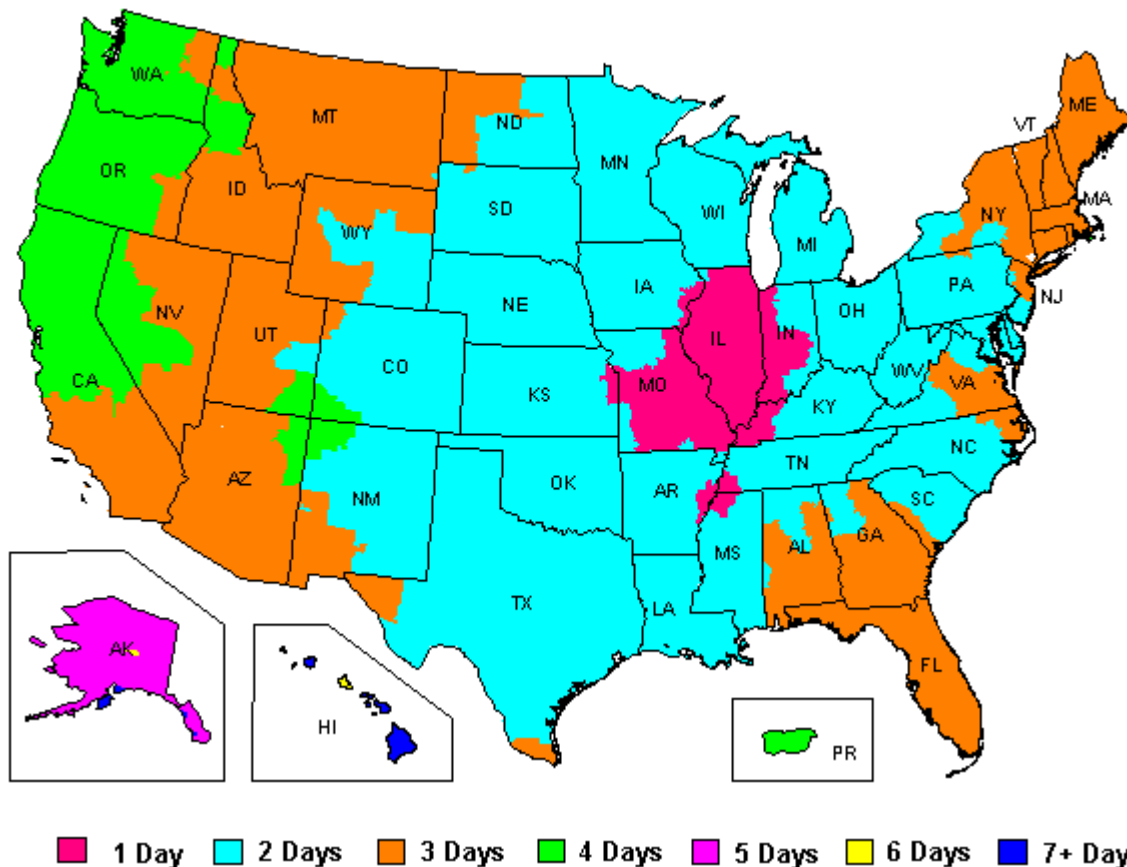 WA
MT
ND
MN
VT
ME
OR
ID
SD
WI
MI
NY
MA
WY
IA
PA
NJ
NV
UT
NE
IL
IN
OH
CA
CO
KS
MO
WV
VA
KY
AZ
NM
OK
AR
TN
NC
SC
MS
AL
GA
TX
LA
FL
AK
HI
PR
1 Day 2 Days 3 Days 4 Days 5 Days 6 Days 7+ Day